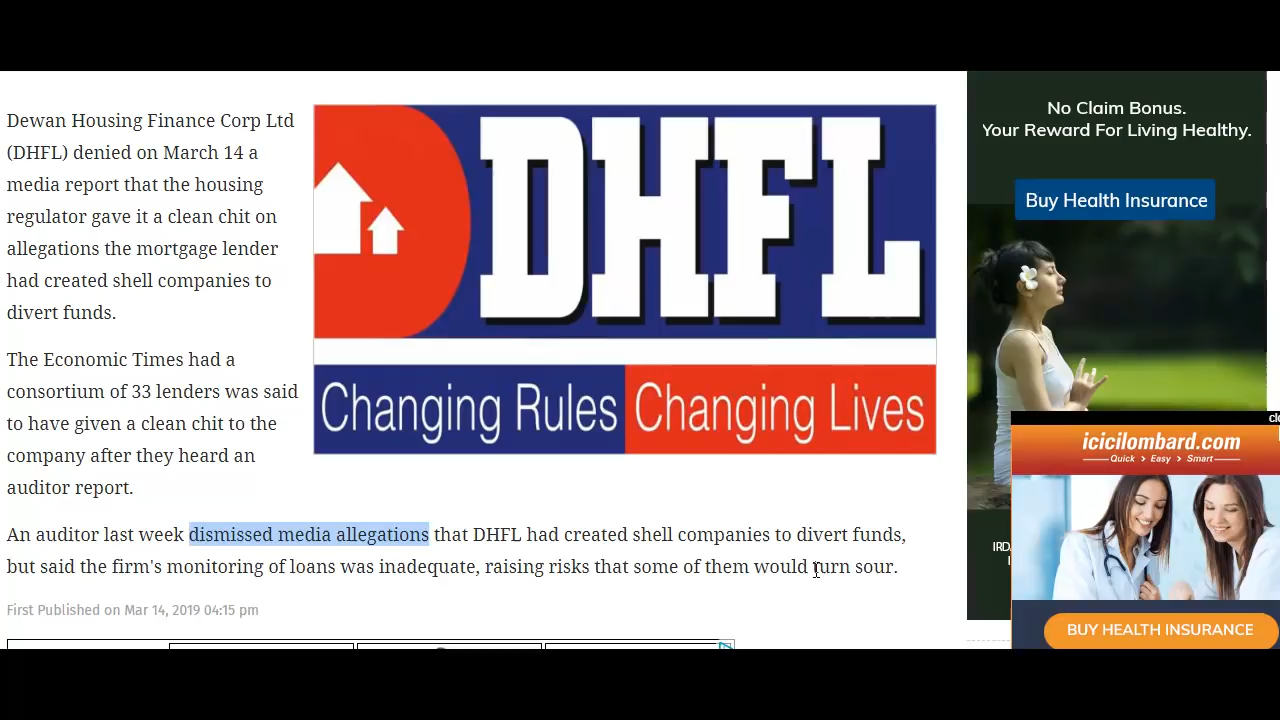 Dewan Housing Finance Corp Ltd
(DHFL) denied on March 14 a
media report that the housing
regulator gave it a clean chit on
allegations the mortgage lender
had created shell companies to
divert funds.
The Economic Times had a
consortium of 33 lenders was said
to have given a clean chit to the
company after they heard an
auditor report.
An auditor last week dismissed media allegations that DHFL had created shell companies to divert funds,
but said the firm's monitoring of loans was inadequate, raising risks that some of them would turn sour.
First Published on Mar 14, 2019 04:15 pm
DHFL
Changing Rules Changing Lives
No Claim Bonus.
Your Reward For Living Healthy.
Buy Health Insurance
icicilombard.com
Quick > Easy > Smart
BUY HEALTH INSURANCE